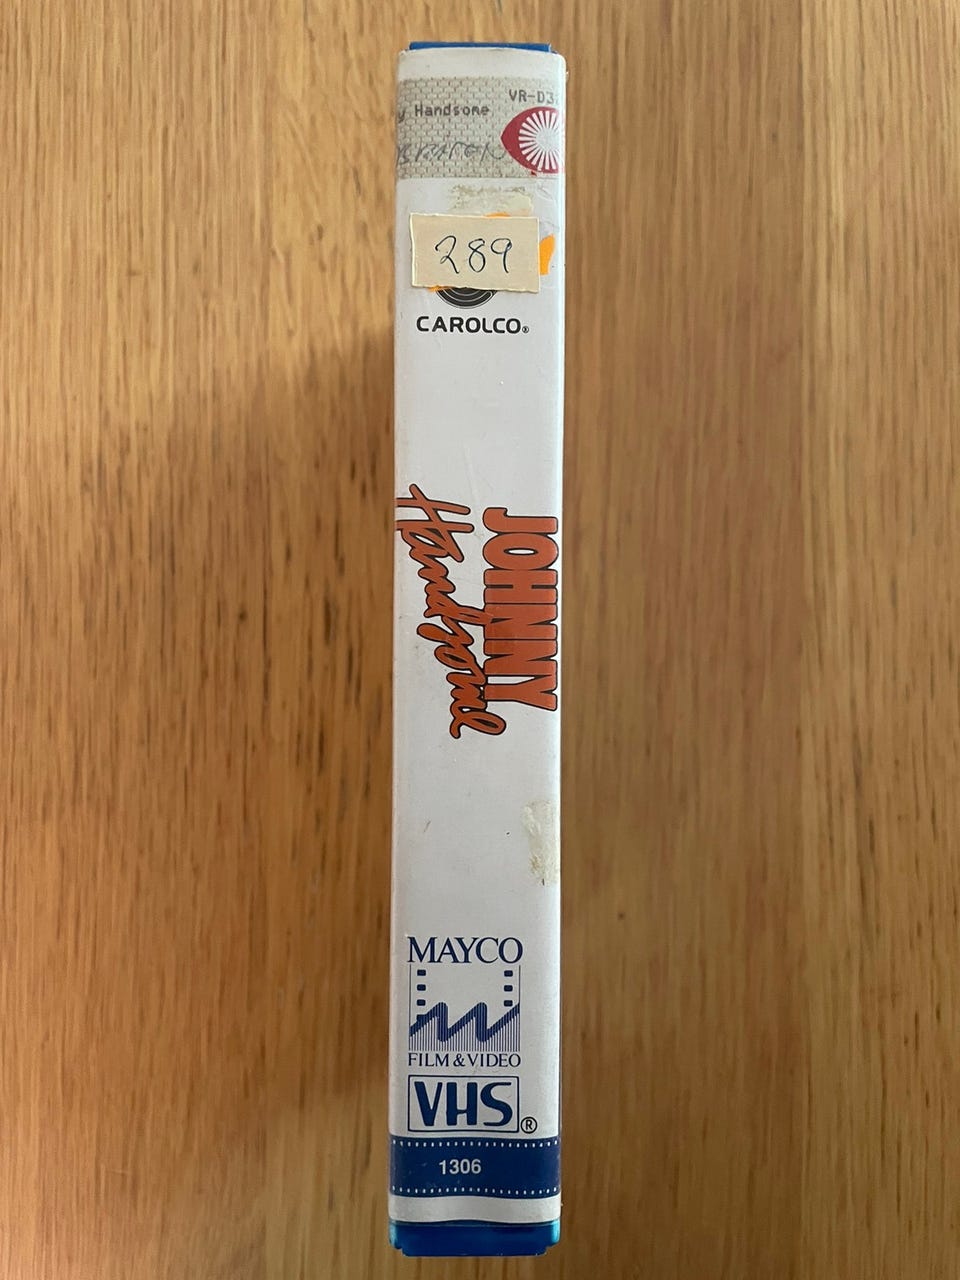 VR-D3
y Handsome
289
CAROLCO®
JOHNNY
Handsome
MAYCO
FILM & VIDEO
VHS®
1306